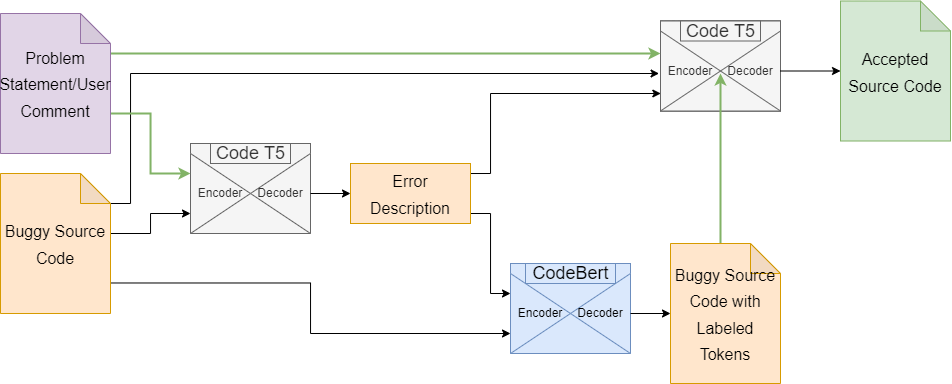 Problem
Statement/User
Comment
Code T5
Encoder
Decoder
Accepted
Source Code
Code T5
Encoder
Decoder
Error
Description
Buggy Source
Code
CodeBert
Encoder
Decoder
Buggy Source
Code with
Labeled
Tokens